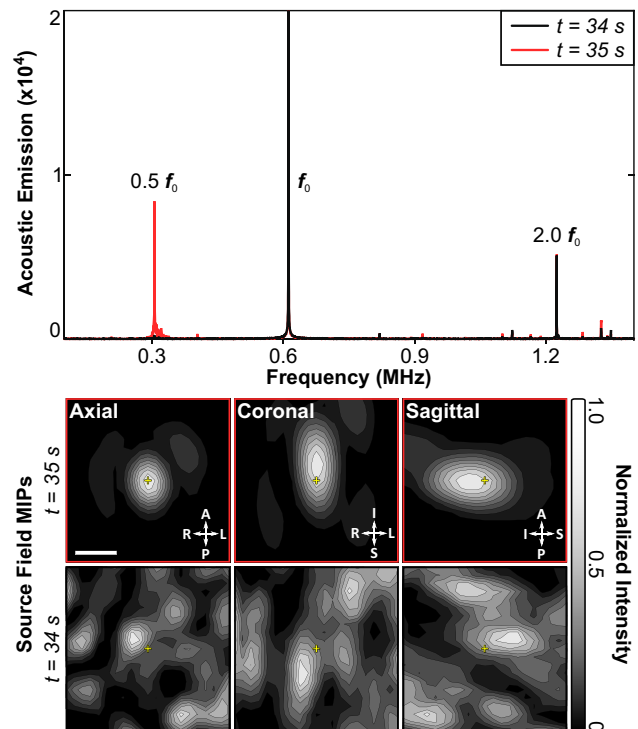 2
t = 34 s
t = 35 s
Acoustic Emission (x10⁴)
0.5 f₀
f₀
1
2.0 f₀
0
0.3
0.6
0.9
1.2
Frequency (MHz)
Axial
Coronal
Sagittal
1.0
t = 35 s
A
R L
P
I
R L
S
A
I S
P
Source Field MIPs
0.5
Normalized Intensity
t = 34 s
0